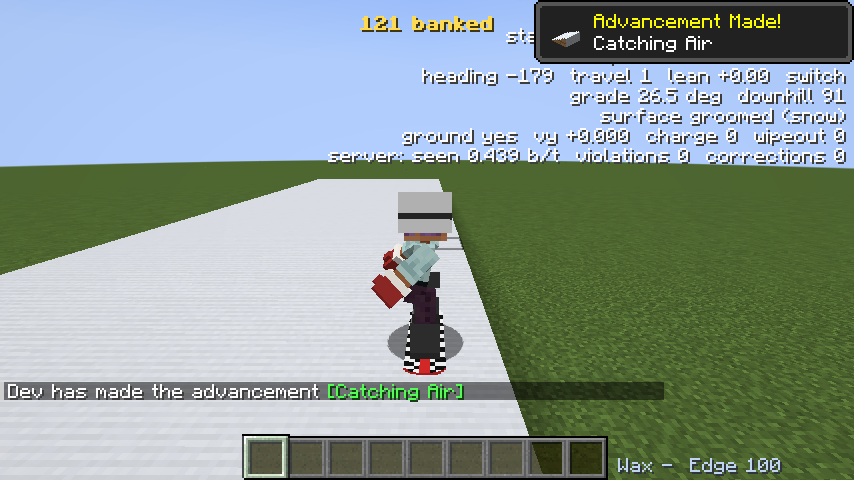 121 banked
Advancement Made!
Catching Air
heading -179 travel 1 lean +0.00 switch
grade 26.5 deg downhill 91
surface groomed (snow)
ground yes vy +0.000 charge 0 wipeout 0
server: seen 0.439 b/t violations 0 corrections 0
Dev has made the advancement [Catching Air]
Wax - Edge 100